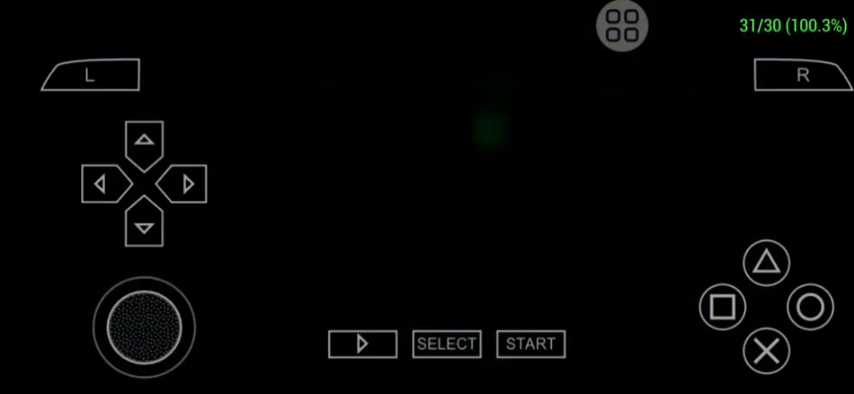 31/30 (100.3%)
L
R
SELECT
START